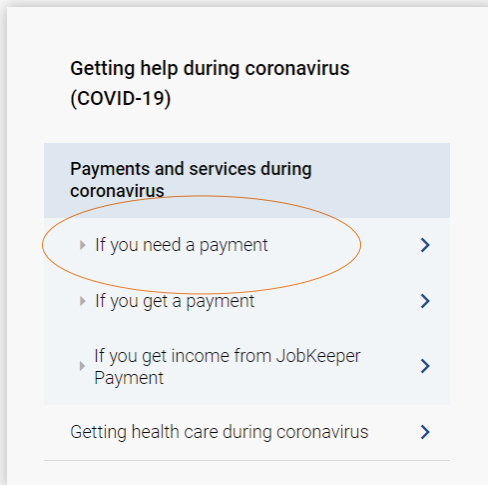 Getting help during coronavirus
(COVID-19)
Payments and services during
coronavirus
If you need a payment
If you get a payment
If you get income from JobKeeper
Payment
Getting health care during coronavirus